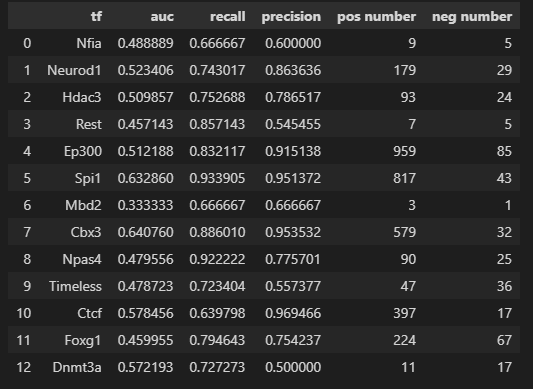 tf auc recall precision pos number neg number
0 Nfia 0.488889 0.666667 0.600000 9 5
1 Neurod1 0.523406 0.743017 0.863636 179 29
2 Hdac3 0.509857 0.752688 0.786517 93 24
3 Rest 0.457143 0.857143 0.545455 7 5
4 Ep300 0.512188 0.832117 0.915138 959 85
5 Spi1 0.632860 0.933905 0.951372 817 43
6 Mbd2 0.333333 0.666667 0.666667 3 1
7 Cbx3 0.640760 0.886010 0.953532 579 32
8 Npas4 0.479556 0.922222 0.775701 90 25
9 Timeless 0.478723 0.723404 0.557377 47 36
10 Ctcf 0.578456 0.639798 0.969466 397 17
11 Foxg1 0.459955 0.794643 0.754237 224 67
12 Dnmt3a 0.572193 0.727273 0.500000 11 17